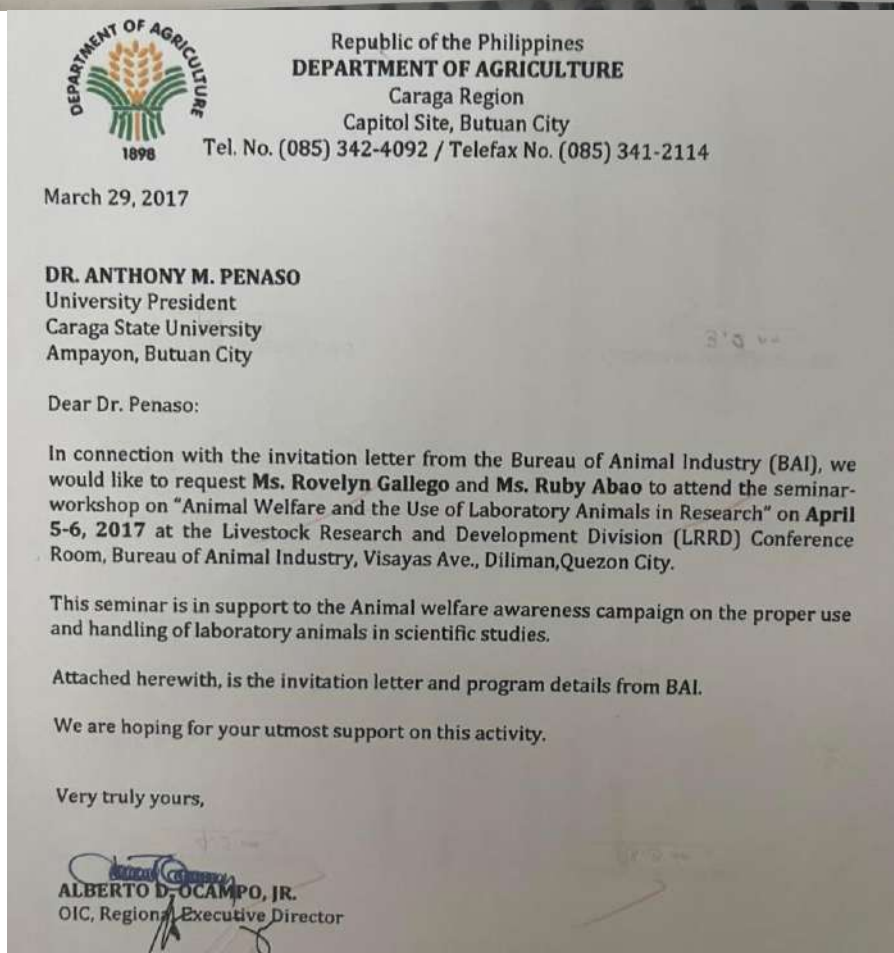 DEPARTMENT OF AGRICULTURE
1898
Republic of the Philippines
DEPARTMENT OF AGRICULTURE
Caraga Region
Capitol Site, Butuan City
Tel. No. (085) 342-4092 / Telefax No. (085) 341-2114
March 29, 2017
DR. ANTHONY M. PENASO
University President
Caraga State University
Ampayon, Butuan City
Dear Dr. Penaso:
In connection with the invitation letter from the Bureau of Animal Industry (BAI), we
would like to request Ms. Rovelyn Gallego and Ms. Ruby Abao to attend the seminar-
workshop on "Animal Welfare and the Use of Laboratory Animals in Research" on April
5-6, 2017 at the Livestock Research and Development Division (LRRD) Conference
Room, Bureau of Animal Industry, Visayas Ave., Diliman,Quezon City.
This seminar is in support to the Animal welfare awareness campaign on the proper use
and handling of laboratory animals in scientific studies.
Attached herewith, is the invitation letter and program details from BAI.
We are hoping for your utmost support on this activity.
Very truly yours,
ALBERTO D. OCAMPO, JR.
OIC, Regional Executive Director